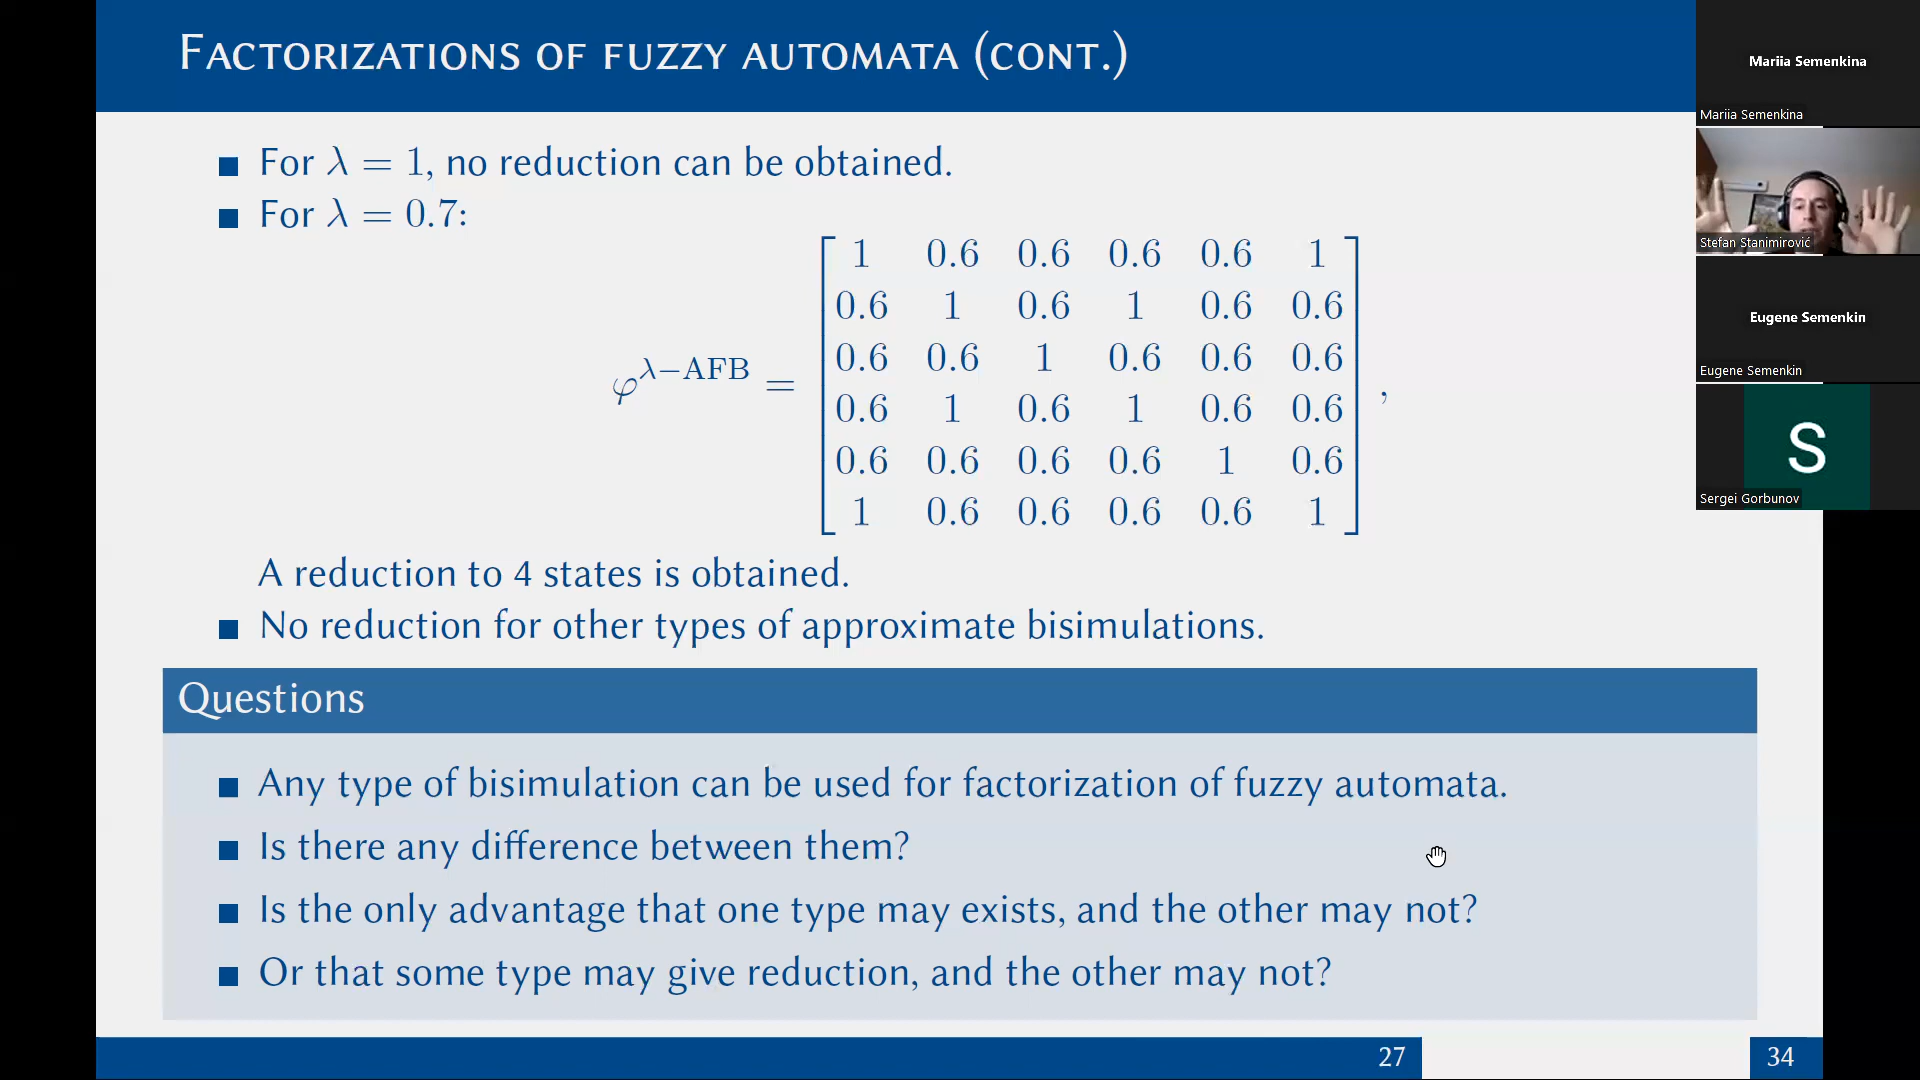 Factorizations of fuzzy automata (cont.)
For λ = 1, no reduction can be obtained.
For λ = 0.7:
φ^{λ−AFB} =
1 0.6 0.6 0.6 0.6 1
0.6 1 0.6 1 0.6 0.6
0.6 0.6 1 0.6 0.6 0.6
0.6 1 0.6 1 0.6 0.6
0.6 0.6 0.6 0.6 1 0.6
1 0.6 0.6 0.6 0.6 1
,
A reduction to 4 states is obtained.
No reduction for other types of approximate bisimulations.
Questions
Any type of bisimulation can be used for factorization of fuzzy automata.
Is there any difference between them?
Is the only advantage that one type may exists, and the other may not?
Or that some type may give reduction, and the other may not?
27
34
Mariia Semenkina
Mariia Semenkina
Stefan Stanimirović
Eugene Semenkin
Eugene Semenkin
S
Sergei Gorbunov